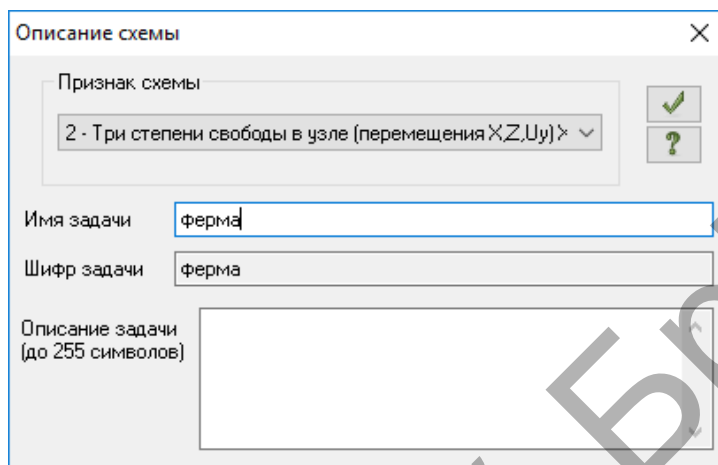 Описание схемы
Признак схемы
2 - Три степени свободы в узле (перемещения X,Z,Uy) X
Имя задачи
ферма
Шифр задачи
ферма
Описание задачи
(до 255 символов)